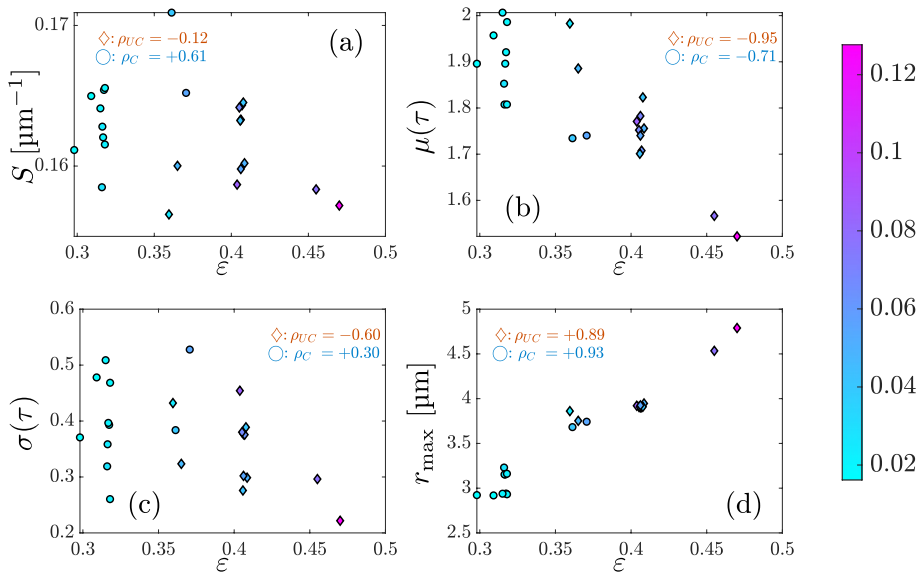 0.17
0.16
S [μm⁻¹]
◇: ρ_UC = −0.12
○: ρ_C = +0.61
(a)
0.3 0.35 0.4 0.45 0.5
ε
2
1.9
1.8
1.7
1.6
μ(τ)
◇: ρ_UC = −0.95
○: ρ_C = −0.71
(b)
0.3 0.35 0.4 0.45 0.5
ε
0.12
0.1
0.08
0.06
0.04
0.02
0.6
0.5
0.4
0.3
0.2
σ(τ)
◇: ρ_UC = −0.60
○: ρ_C = +0.30
(c)
0.3 0.35 0.4 0.45 0.5
ε
5
4.5
4
3.5
3
2.5
r_max [μm]
◇: ρ_UC = +0.89
○: ρ_C = +0.93
(d)
0.3 0.35 0.4 0.45 0.5
ε